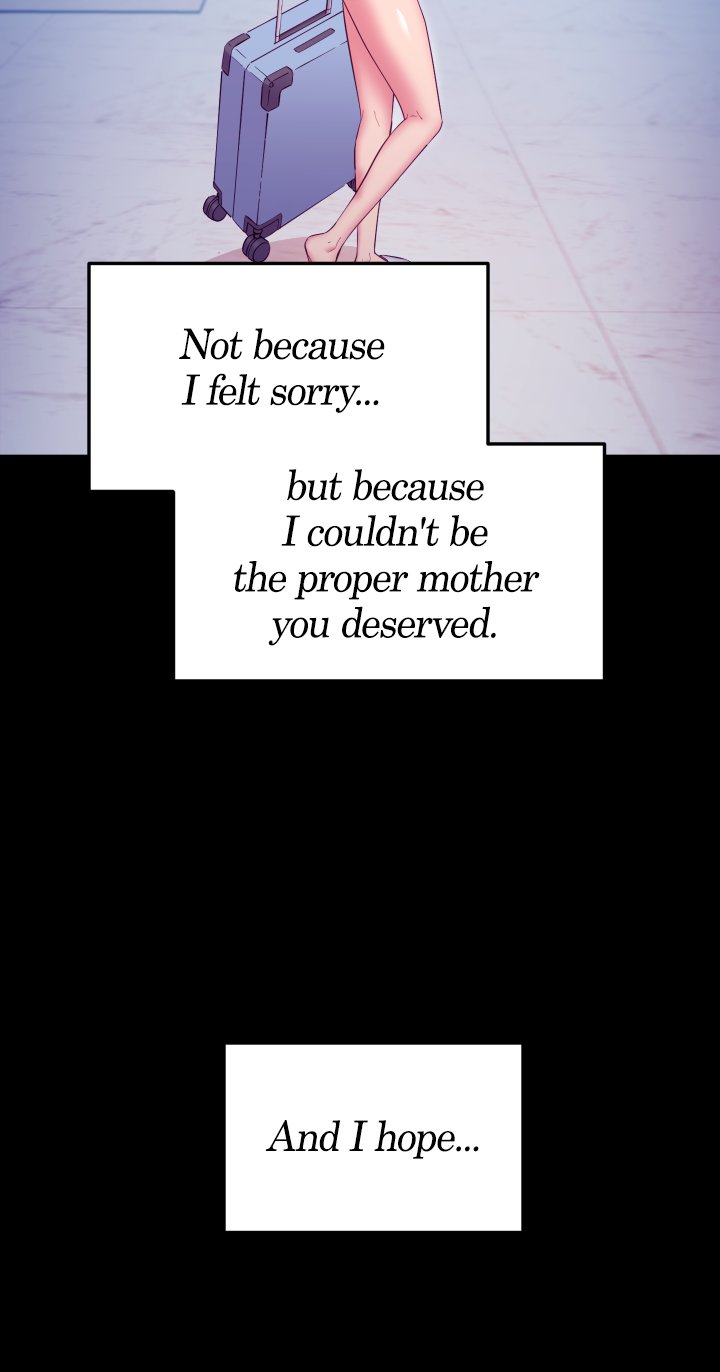 Not because
I felt sorry...
but because
I couldn't be
the proper mother
you deserved.
And I hope...